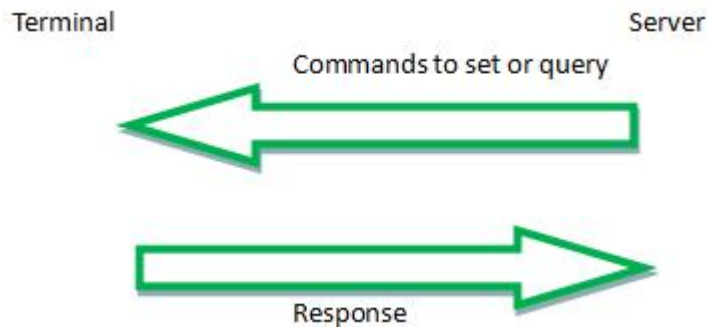 Terminal
Server
Commands to set or query
Response